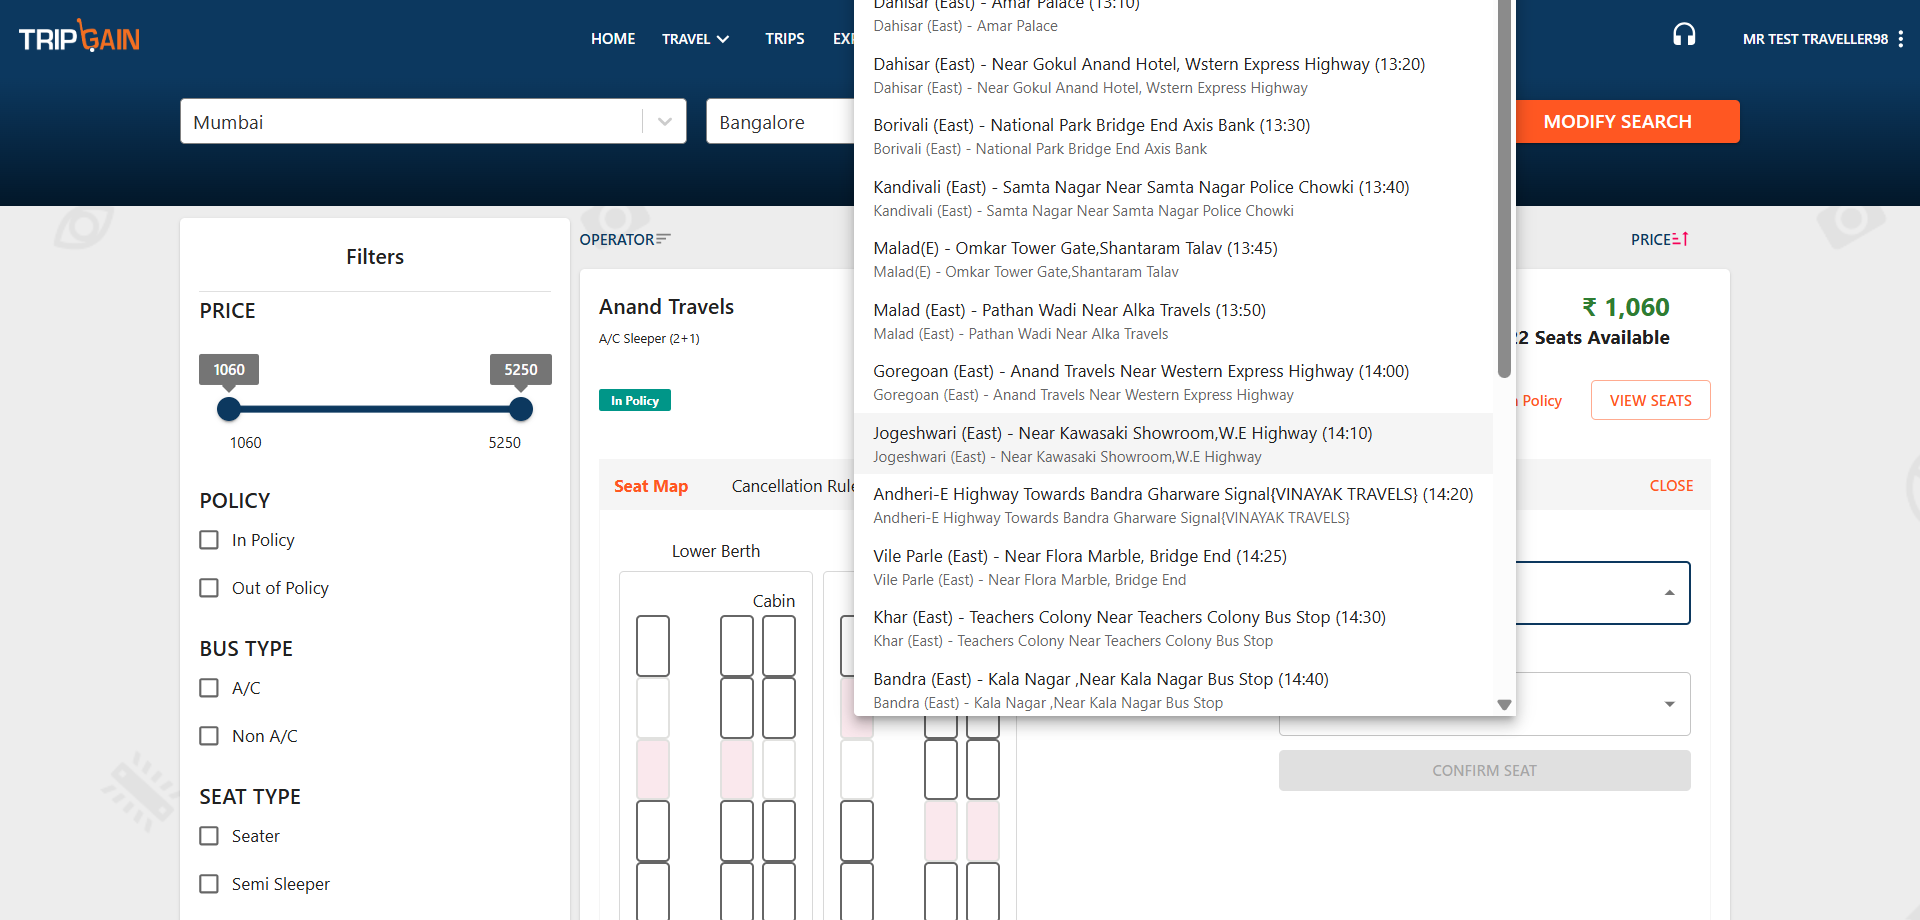 TRIPGAIN
HOME
TRAVEL
TRIPS
MR TEST TRAVELLER98
Mumbai
Bangalore
MODIFY SEARCH
Dahisar (East) - Amar Palace (13:10)
Dahisar (East) - Amar Palace
Dahisar (East) - Near Gokul Anand Hotel, Wstern Express Highway (13:20)
Dahisar (East) - Near Gokul Anand Hotel, Wstern Express Highway
Borivali (East) - National Park Bridge End Axis Bank (13:30)
Borivali (East) - National Park Bridge End Axis Bank
Kandivali (East) - Samta Nagar Near Samta Nagar Police Chowki (13:40)
Kandivali (East) - Samta Nagar Near Samta Nagar Police Chowki
Malad(E) - Omkar Tower Gate,Shantaram Talav (13:45)
Malad(E) - Omkar Tower Gate,Shantaram Talav
Malad (East) - Pathan Wadi Near Alka Travels (13:50)
Malad (East) - Pathan Wadi Near Alka Travels
Goregoan (East) - Anand Travels Near Western Express Highway (14:00)
Goregoan (East) - Anand Travels Near Western Express Highway
Jogeshwari (East) - Near Kawasaki Showroom,W.E Highway (14:10)
Jogeshwari (East) - Near Kawasaki Showroom,W.E Highway
Andheri-E Highway Towards Bandra Gharware Signal{VINAYAK TRAVELS} (14:20)
Andheri-E Highway Towards Bandra Gharware Signal{VINAYAK TRAVELS}
Vile Parle (East) - Near Flora Marble, Bridge End (14:25)
Vile Parle (East) - Near Flora Marble, Bridge End
Khar (East) - Teachers Colony Near Teachers Colony Bus Stop (14:30)
Khar (East) - Teachers Colony Near Teachers Colony Bus Stop
Bandra (East) - Kala Nagar ,Near Kala Nagar Bus Stop (14:40)
Bandra (East) - Kala Nagar ,Near Kala Nagar Bus Stop
Filters
PRICE
1060 5250
1060 5250
POLICY
In Policy
Out of Policy
BUS TYPE
A/C
Non A/C
SEAT TYPE
Seater
Semi Sleeper
OPERATOR
PRICE
Anand Travels
A/C Sleeper (2+1)
In Policy
₹ 1,060
Seats Available
Policy
VIEW SEATS
Seat Map
Cancellation
CLOSE
Lower Berth
Cabin
CONFIRM SEAT